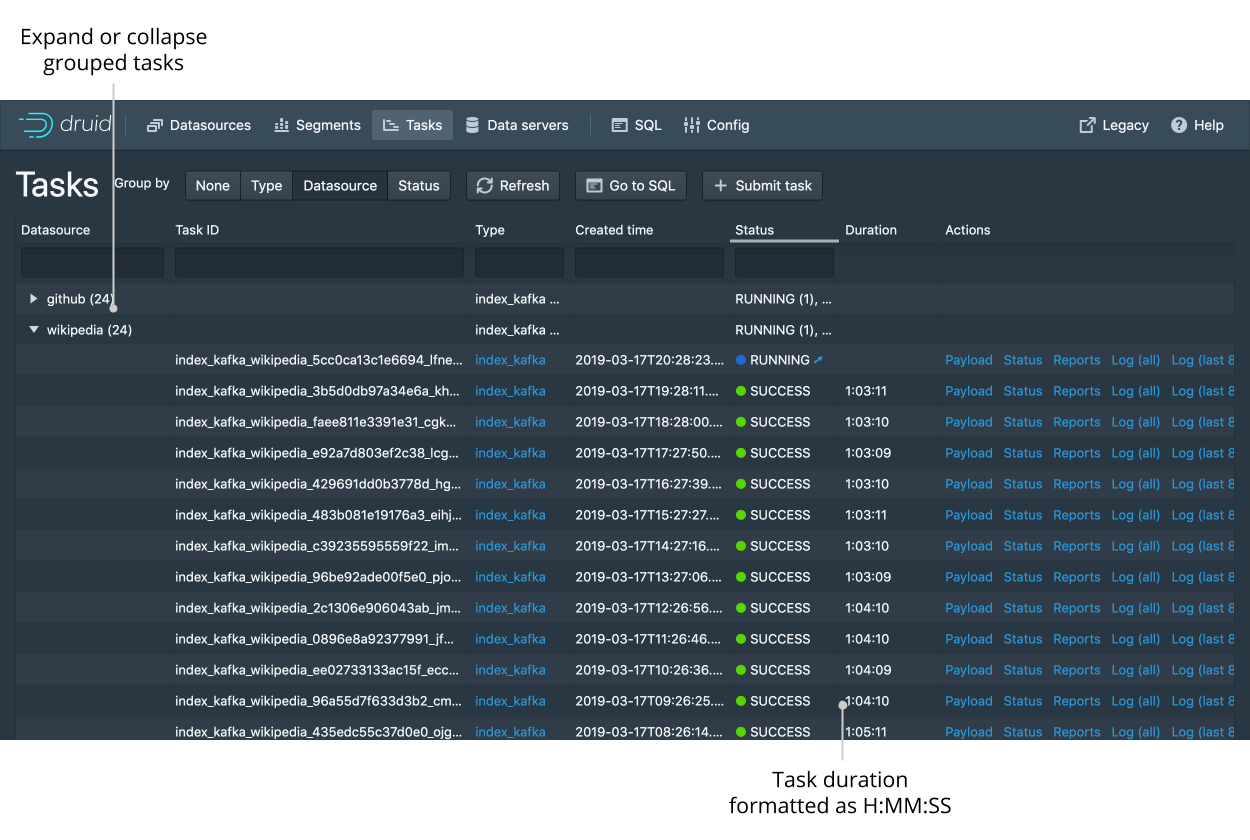 Expand or collapse
grouped tasks
druid Datasources Segments Tasks Data servers SQL Config Legacy Help
Tasks Group by None Type Datasource Status Refresh Go to SQL Submit task
Datasource Task ID Type Created time Status Duration Actions
github (24) index_kafka ... RUNNING (1), ...
wikipedia (24) index_kafka ... RUNNING (1), ...
index_kafka_wikipedia_5cc0ca13c1e6694_lfne... index_kafka 2019-03-17T20:28:23.... RUNNING Payload Status Reports Log (all) Log (last 8
index_kafka_wikipedia_3b5d0db97a34e6a_kh... index_kafka 2019-03-17T19:28:11.... SUCCESS 1:03:11 Payload Status Reports Log (all) Log (last 8
index_kafka_wikipedia_faee811e3391e31_cgk... index_kafka 2019-03-17T18:28:00.... SUCCESS 1:03:10 Payload Status Reports Log (all) Log (last 8
index_kafka_wikipedia_e92a7d803ef2c38_lcg... index_kafka 2019-03-17T17:27:50.... SUCCESS 1:03:09 Payload Status Reports Log (all) Log (last 8
index_kafka_wikipedia_429691dd0b3778d_hg... index_kafka 2019-03-17T16:27:39.... SUCCESS 1:03:10 Payload Status Reports Log (all) Log (last 8
index_kafka_wikipedia_483b081e19176a3_eihj... index_kafka 2019-03-17T15:27:27.... SUCCESS 1:03:11 Payload Status Reports Log (all) Log (last 8
index_kafka_wikipedia_c39235595559f22_im... index_kafka 2019-03-17T14:27:16.... SUCCESS 1:03:10 Payload Status Reports Log (all) Log (last 8
index_kafka_wikipedia_96be92ade00f5e0_pjo... index_kafka 2019-03-17T13:27:06.... SUCCESS 1:03:09 Payload Status Reports Log (all) Log (last 8
index_kafka_wikipedia_2c1306e906043ab_jm... index_kafka 2019-03-17T12:26:56.... SUCCESS 1:04:10 Payload Status Reports Log (all) Log (last 8
index_kafka_wikipedia_0896e8a92377991_jf... index_kafka 2019-03-17T11:26:46.... SUCCESS 1:04:10 Payload Status Reports Log (all) Log (last 8
index_kafka_wikipedia_ee02733133ac15f_ecc... index_kafka 2019-03-17T10:26:36.... SUCCESS 1:04:09 Payload Status Reports Log (all) Log (last 8
index_kafka_wikipedia_96a55d7f633d3b2_cm... index_kafka 2019-03-17T09:26:25.... SUCCESS 1:04:10 Payload Status Reports Log (all) Log (last 8
index_kafka_wikipedia_435edc55c37d0e0_ojg... index_kafka 2019-03-17T08:26:14.... SUCCESS 1:05:11 Payload Status Reports Log (all) Log (last 8
Task duration
formatted as H:MM:SS